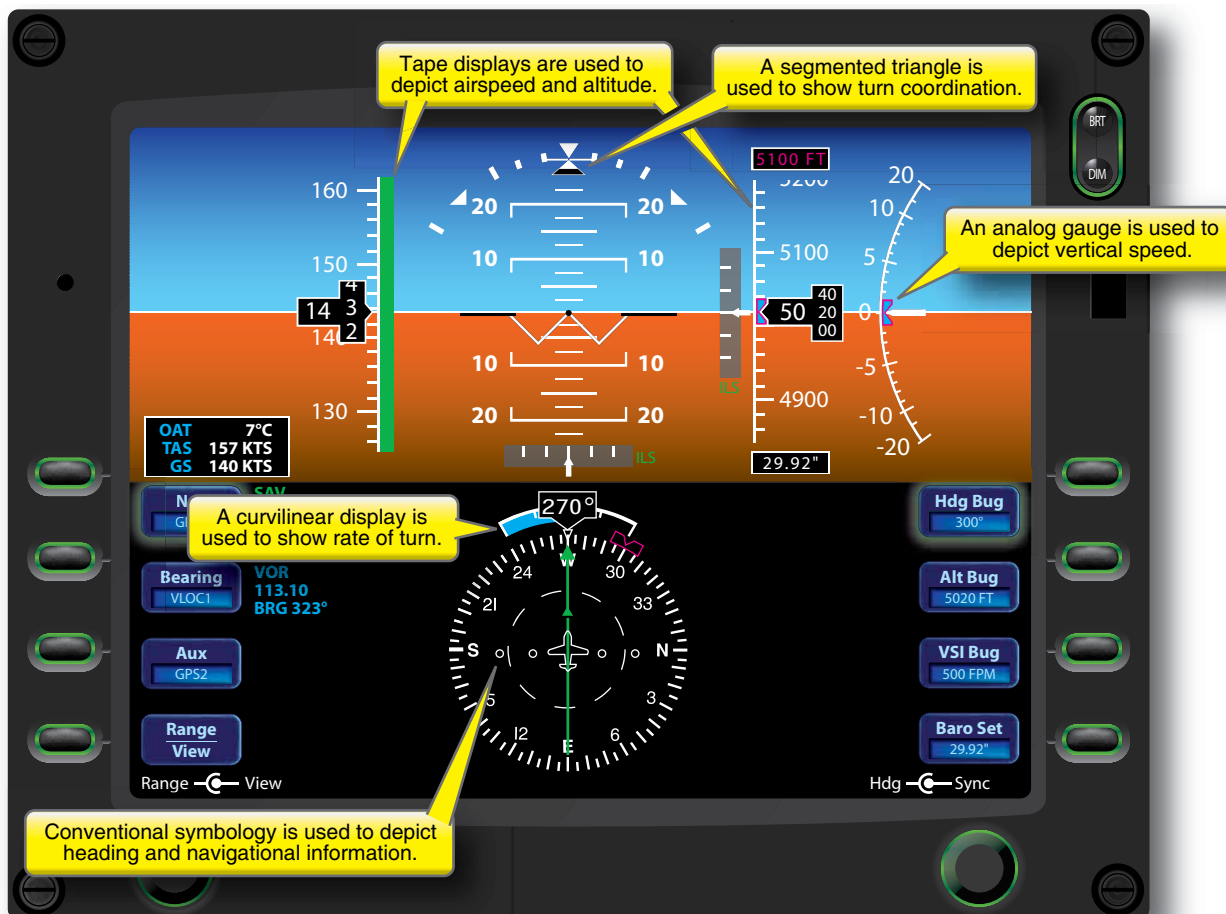 Tape displays are used to
depict airspeed and altitude.
A segmented triangle is
used to show turn coordination.
BRT
DIM
An analog gauge is used to
depict vertical speed.
5100 FT
5200
5100
50
40
20
00
4900
29.92"
160
150
14
4
3
2
140
130
20 20
10 10
10 10
20 20
20
10
5
0
-5
-10
-20
ILS
ILS
OAT 7°C
TAS 157 KTS
GS 140 KTS
SAV
A curvilinear display is
used to show rate of turn.
270°
Bearing
VLOC1
VOR
113.10
BRG 323°
Aux
GPS2
Range
View
Range View
W
30
33
N
3
6
E
12
S
21
24
Hdg Bug
300°
Alt Bug
5020 FT
VSI Bug
500 FPM
Baro Set
29.92"
Hdg Sync
Conventional symbology is used to depict
heading and navigational information.